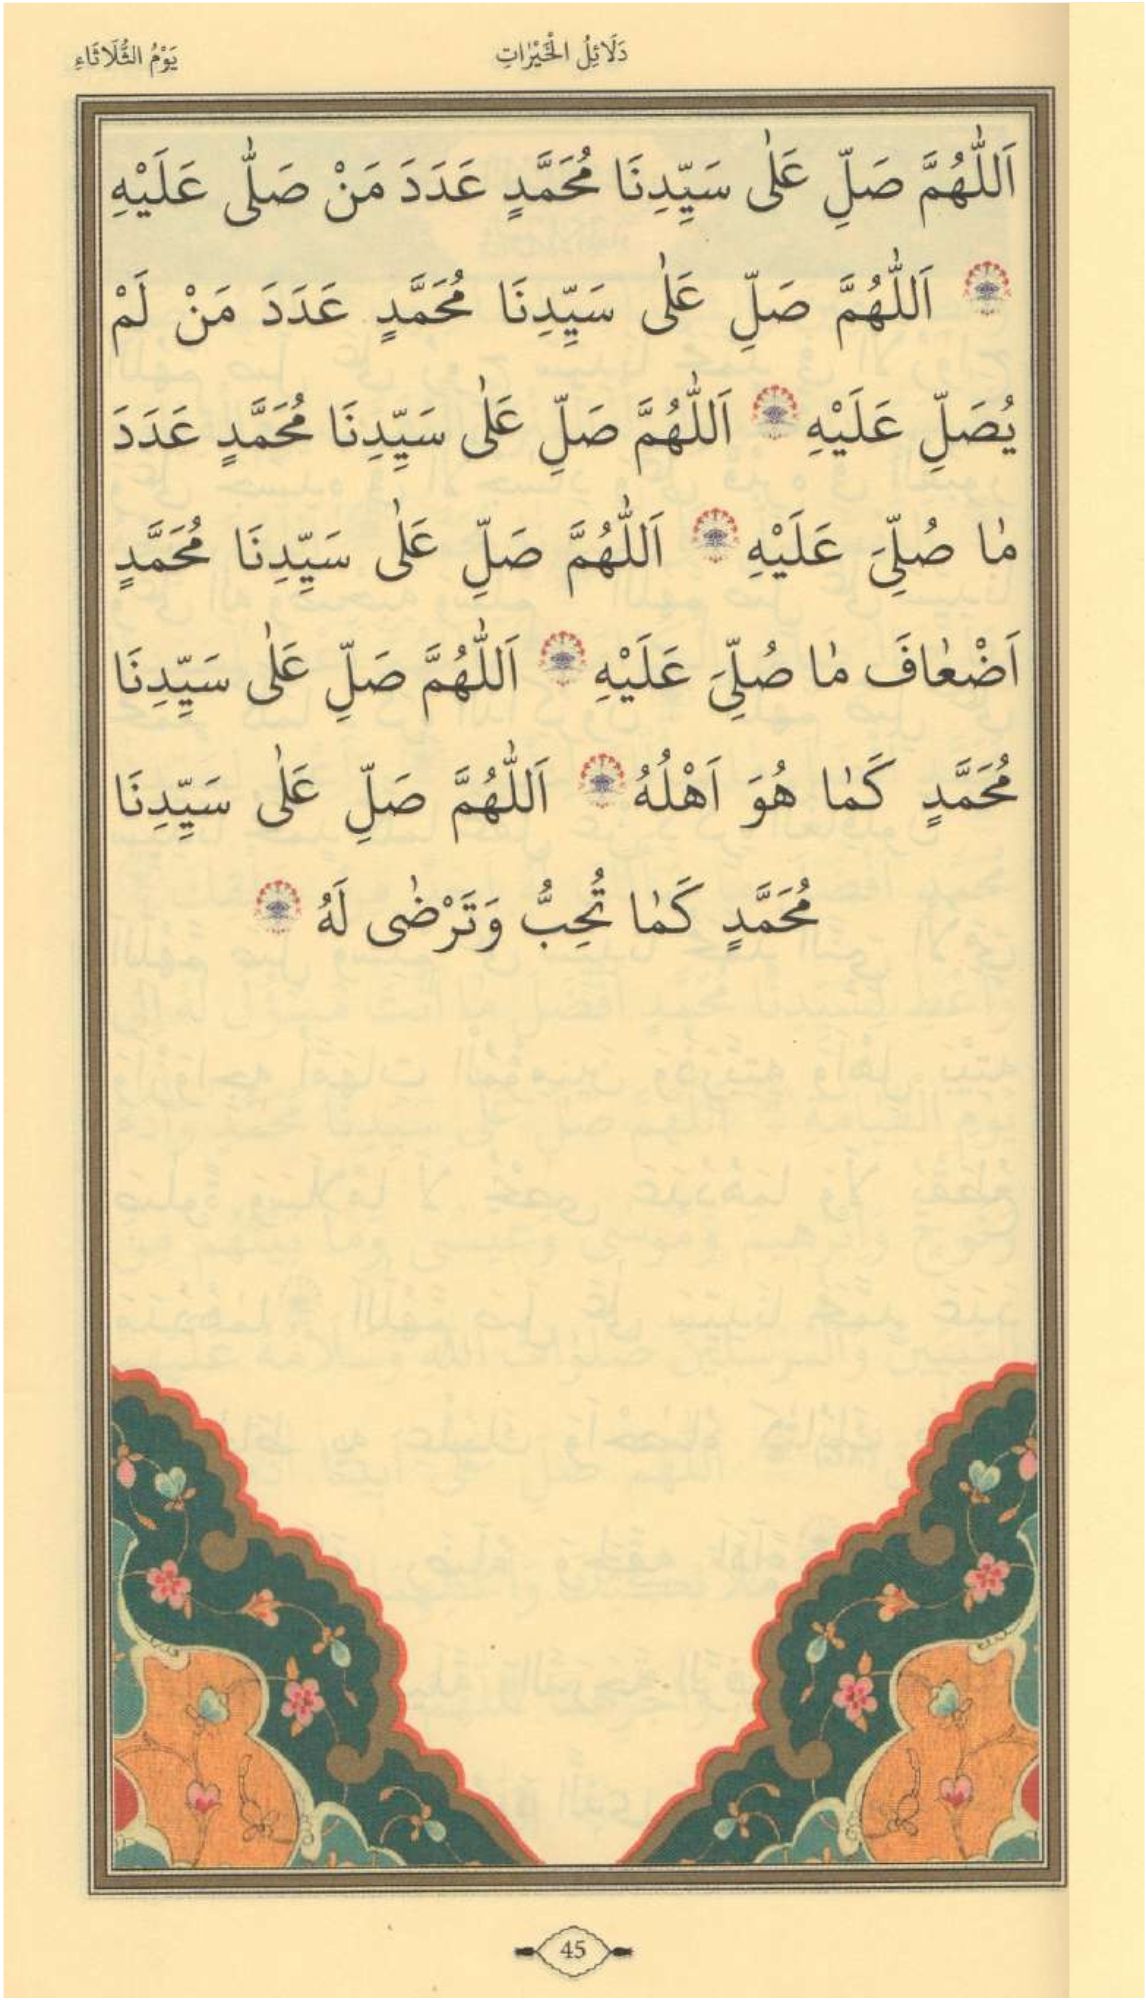 دَلَائِلُ الْخَيْرَاتِ
يَوْمُ الثُّلَاثَاءِ
اَللّٰهُمَّ صَلِّ عَلٰى سَيِّدِنَا مُحَمَّدٍ عَدَدَ مَنْ صَلّٰى عَلَيْهِ
اَللّٰهُمَّ صَلِّ عَلٰى سَيِّدِنَا مُحَمَّدٍ عَدَدَ مَنْ لَمْ
يُصَلِّ عَلَيْهِ اَللّٰهُمَّ صَلِّ عَلٰى سَيِّدِنَا مُحَمَّدٍ عَدَدَ
مٰا صُلِّيَ عَلَيْهِ اَللّٰهُمَّ صَلِّ عَلٰى سَيِّدِنَا مُحَمَّدٍ
اَضْعٰافَ مٰا صُلِّيَ عَلَيْهِ اَللّٰهُمَّ صَلِّ عَلٰى سَيِّدِنَا
مُحَمَّدٍ كَمٰا هُوَ اَهْلُهُ اَللّٰهُمَّ صَلِّ عَلٰى سَيِّدِنَا
مُحَمَّدٍ كَمٰا تُحِبُّ وَتَرْضٰى لَهُ
45